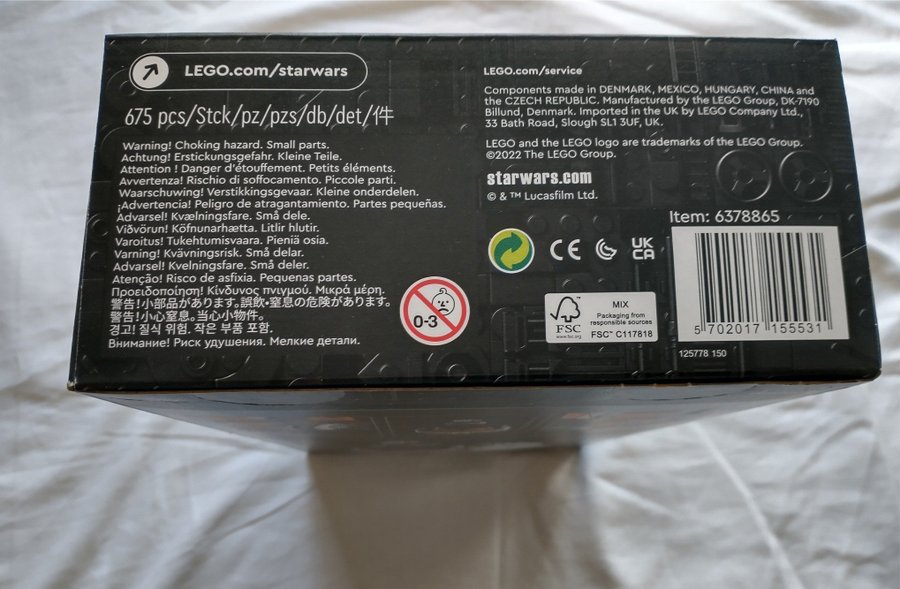 LEGO.com/starwars
675 pcs/Stck/pz/pzs/db/det/件
Warning! Choking hazard. Small parts.
Achtung! Erstickungsgefahr. Kleine Teile.
Attention ! Danger d'étouffement. Petits éléments.
Avvertenza! Rischio di soffocamento. Piccole parti.
Waarschuwing! Verstikkingsgevaar. Kleine onderdelen.
¡Advertencia! Peligro de atragantamiento. Partes pequeñas.
Advarsel! Kvælningsfare. Små dele.
Viðvörun! Köfnunarhætta. Litlir hlutir.
Varoitus! Tukehtumisvaara. Pieniä osia.
Varning! Kvävningsrisk. Små delar.
Advarsel! Kvelningsfare. Små deler.
Atenção! Risco de asfixia. Pequenas partes.
Προειδοποίηση! Κίνδυνος πνιγμού. Μικρά μέρη.
警告!小部品があります。誤飲・窒息の危険があります。
警告!小心窒息。当心小物件。
경고! 질식 위험. 작은 부품 포함.
Внимание! Риск удушения. Мелкие детали.
0-3
LEGO.com/service
Components made in DENMARK, MEXICO, HUNGARY, CHINA and
the CZECH REPUBLIC. Manufactured by the LEGO Group, DK-7190
Billund, Denmark. Imported in the UK by LEGO Company Ltd.,
33 Bath Road, Slough SL1 3UF, UK.
LEGO and the LEGO logo are trademarks of the LEGO Group.
©2022 The LEGO Group.
starwars.com
© & ™ Lucasfilm Ltd.
CE
UK
CA
Item: 6378865
FSC
www.fsc.org
MIX
Packaging from
responsible sources
FSC™ C117818
5 702017 155531
125778 150